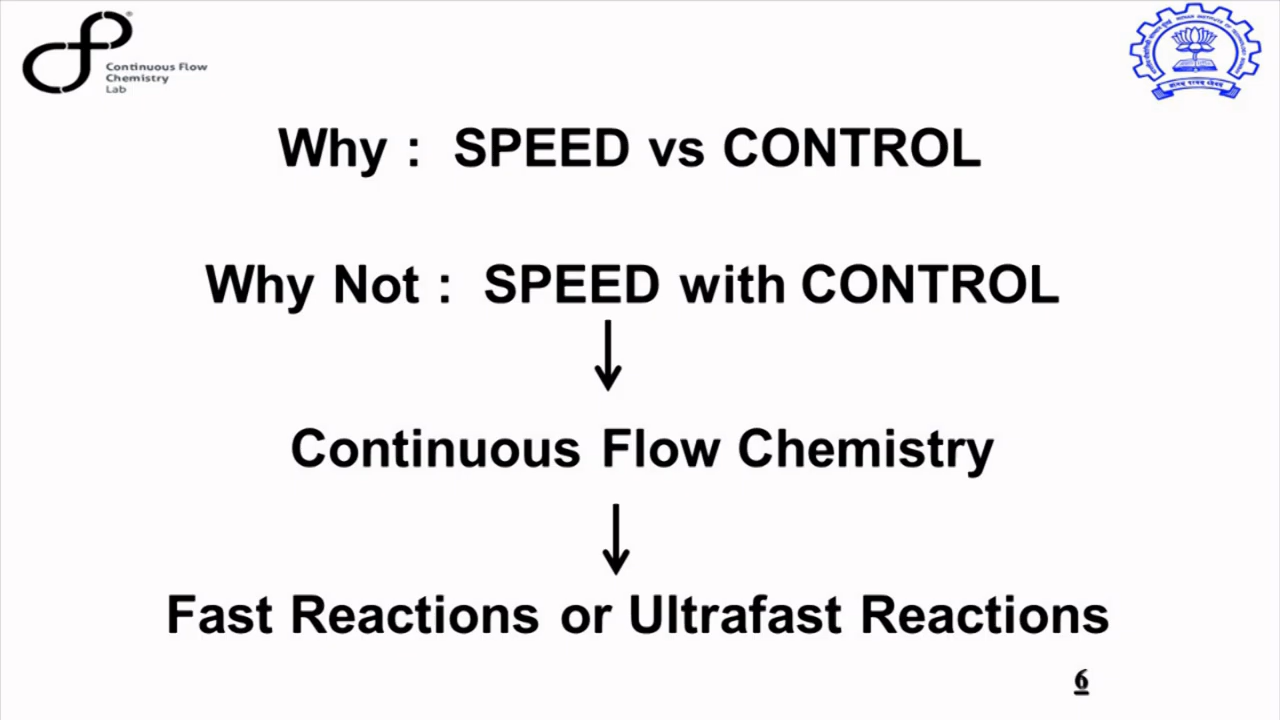 Continuous Flow
Chemistry
Lab
Why : SPEED vs CONTROL
Why Not : SPEED with CONTROL
Continuous Flow Chemistry
Fast Reactions or Ultrafast Reactions
6